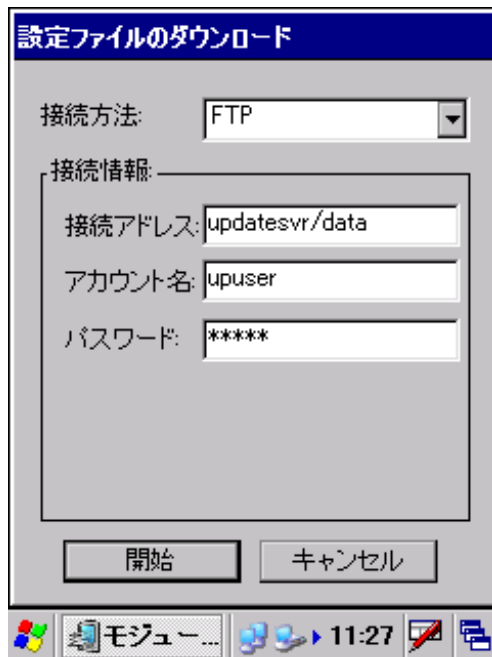 設定ファイルのダウンロード
接続方法: FTP
接続情報:
接続アドレス: updatesvr/data
アカウント名: upuser
パスワード: *****
開始 キャンセル
モジュー... 11:27